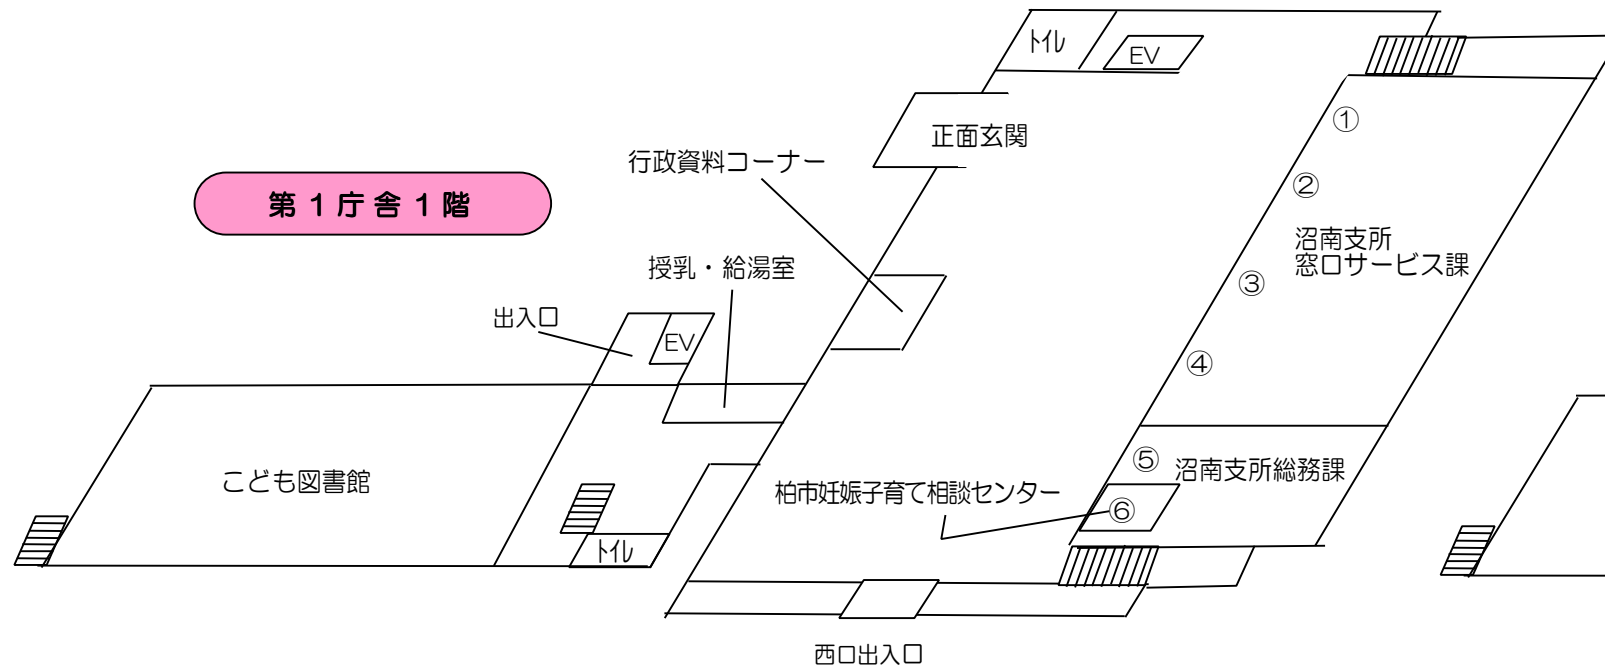 トイレ
EV
①
正面玄関
行政資料コーナー
②
第１庁舎１階
沼南支所
窓口サービス課
授乳・給湯室
③
出入口
EV
④
⑤
沼南支所総務課
こども図書館
柏市妊娠子育て相談センター
⑥
トイレ
西口出入口